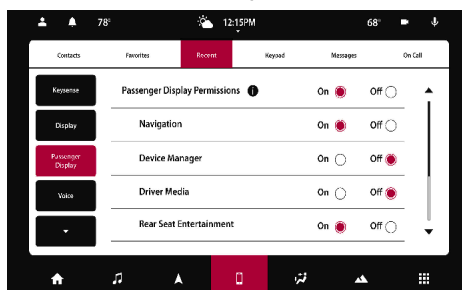 78° 12:15PM 68°
Contacts Favorites Recent Keypad Messages On Call
Keysense
Passenger Display Permissions i On Off
Display
Navigation On Off
Passenger
Display
Device Manager On Off
Voice
Driver Media On Off
Rear Seat Entertainment On Off